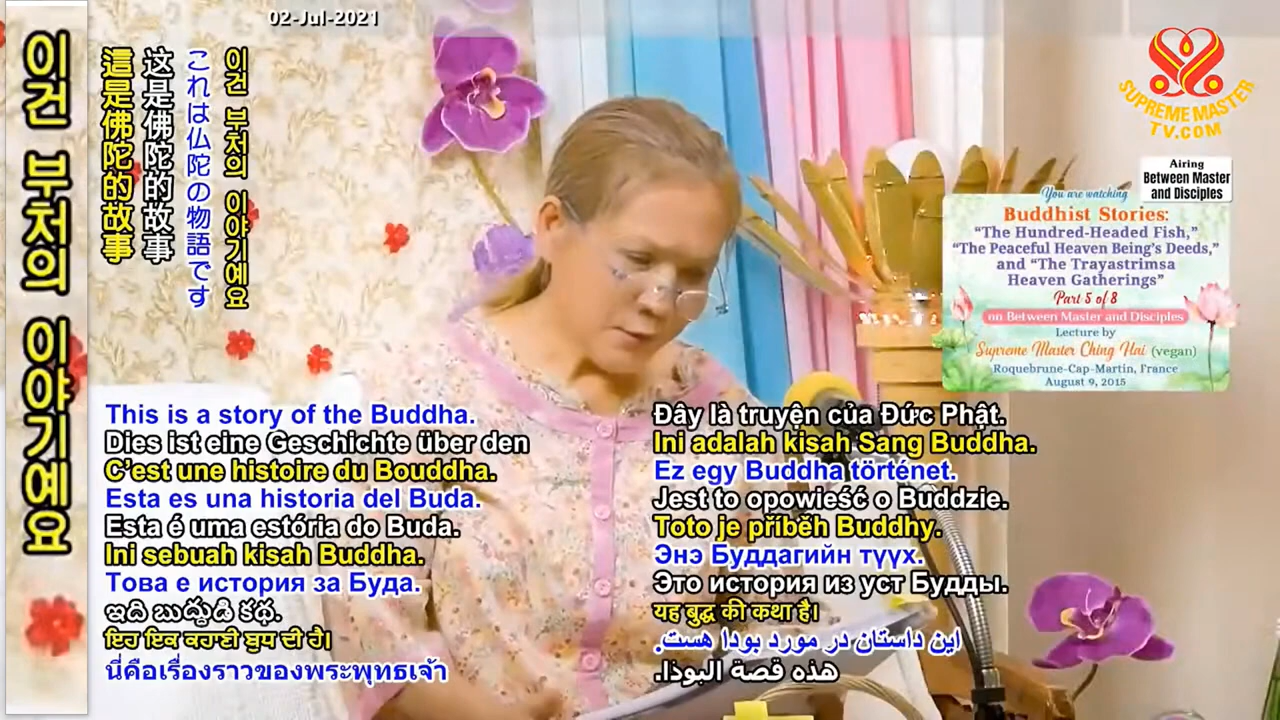 02-Jul-2021
이건 부처의 이야기예요
這是佛陀的故事
这是佛陀的故事
これは仏陀の物語です
이건 부처의 이야기예요
SUPREME MASTER
TV.COM
Airing
Between Master
and Disciples
You are watching
Buddhist Stories:
“The Hundred-Headed Fish,”
“The Peaceful Heaven Being’s Deeds,”
and “The Trayastrimsa
Heaven Gatherings”
Part 5 of 8
on Between Master and Disciples
Lecture by
Supreme Master Ching Hai (vegan)
Roquebrune-Cap-Martin, France
August 9, 2015
This is a story of the Buddha.
Dies ist eine Geschichte über den
C’est une histoire du Bouddha.
Esta es una historia del Buda.
Esta é uma estória do Buda.
Ini sebuah kisah Buddha.
Това е история за Буда.
ఇది బుద్ధుడి కథ.
ਇਹ ਇਕ ਕਹਾਣੀ ਬੁਧ ਦੀ ਹੈ।
นี่คือเรื่องราวของพระพุทธเจ้า
Đây là truyện của Đức Phật.
Ini adalah kisah Sang Buddha.
Ez egy Buddha történet.
Jest to opowieść o Buddzie.
Toto je příběh Buddhy.
Энэ Буддагийн түүх.
Это история из уст Будды.
यह बुद्ध की कथा है।
این داستان در مورد بودا هست.
هذه قصة البوذا.